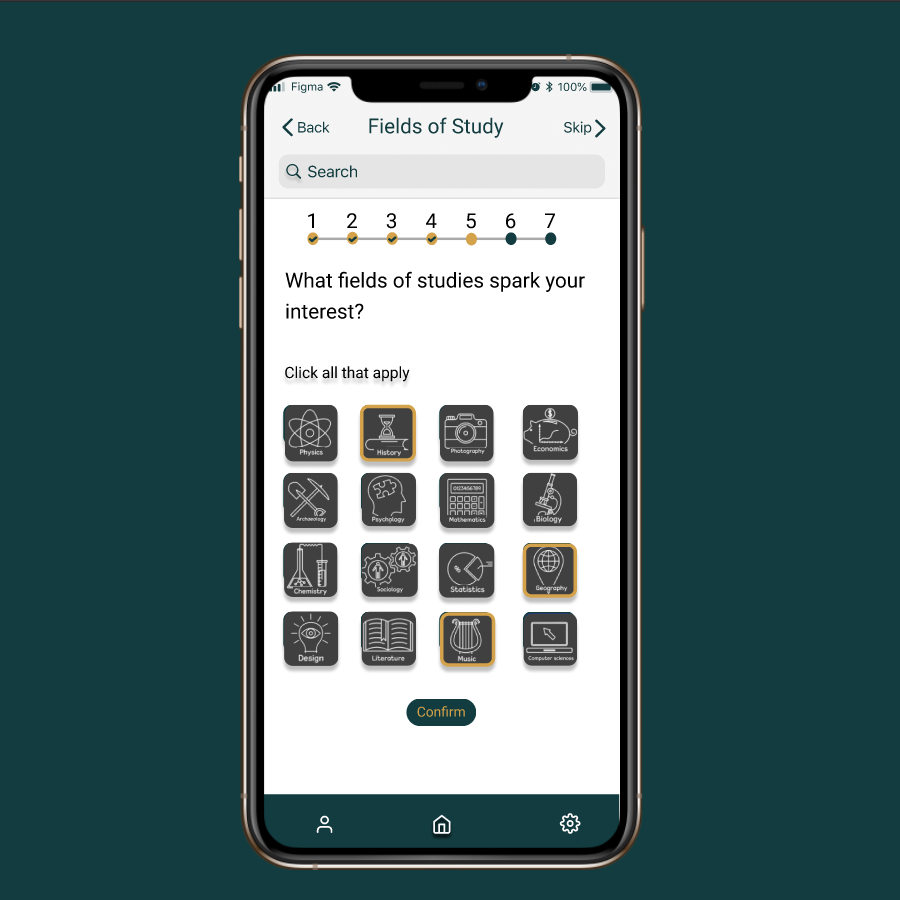 Figma 100%
Back Fields of Study Skip
Search
1 2 3 4 5 6 7
What fields of studies spark your
interest?
Click all that apply
Physics History Photography Economics
Archaeology Psychology 0123456789 Mathematics Biology
Chemistry Sociology % Statistics Geography
Design Literature Music Computer sciences
Confirm